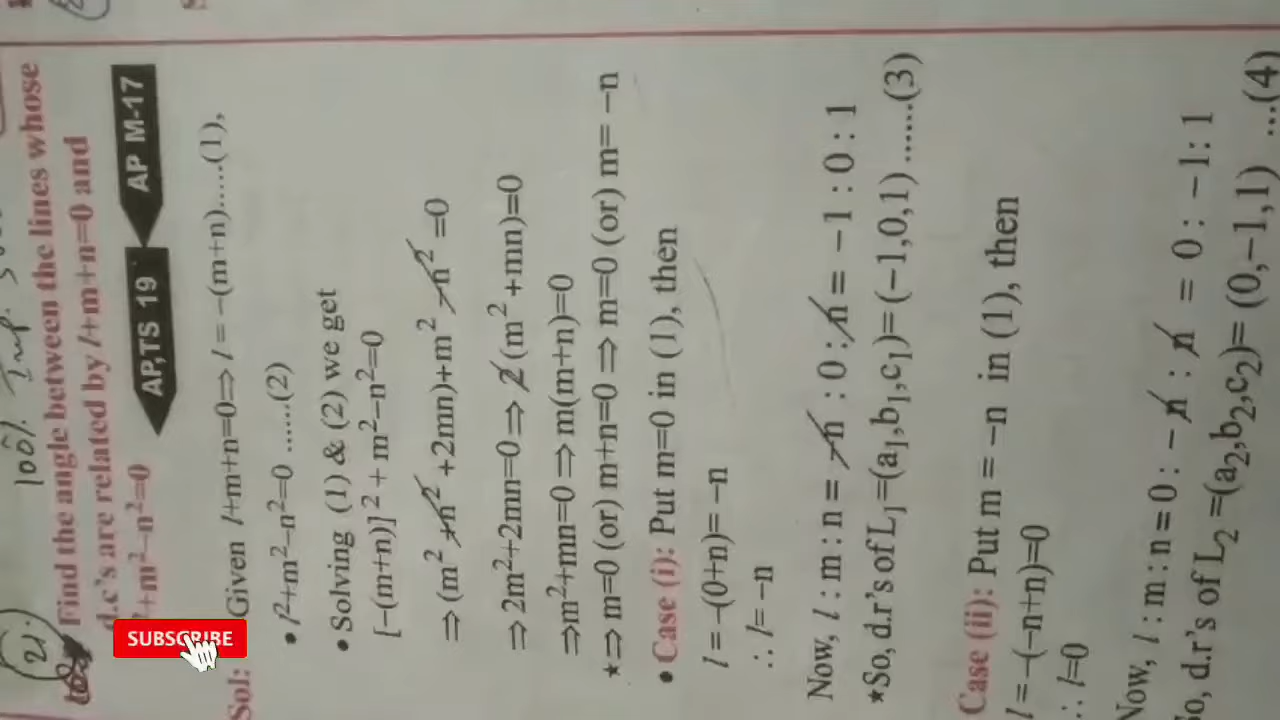 100% Imp.
21.
Find the angle between the lines whose
d.c's are related by l+m+n=0 and
²+m²−n²=0
AP,TS 19 AP M-17
SUBSCRIBE
Sol: Given l+m+n=0⇒ l = −(m+n).....(1),
• l²+m²−n²=0 ......(2)
• Solving (1) & (2) we get
[−(m+n)]² + m²−n²=0
⇒ (m²+n²+2mn)+m²−n²=0
⇒ 2m²+2mn=0 ⇒ 2(m²+mn)=0
⇒m²+mn=0 ⇒ m(m+n)=0
★⇒ m=0 (or) m+n=0 ⇒ m=0 (or) m= −n
• Case (i): Put m=0 in (1), then
l = −(0+n)= −n
∴ l= −n
Now, l : m : n = −n : 0 : n = −1 : 0 : 1
★So, d.r's of L₁=(a₁,b₁,c₁)= (−1,0,1) ......(3)
Case (ii): Put m = −n in (1), then
l = −(−n+n)=0
∴ l=0
Now, l : m : n = 0 : −n : n = 0 : −1: 1
So, d.r's of L₂ =(a₂,b₂,c₂)= (0,−1,1) ...(4)